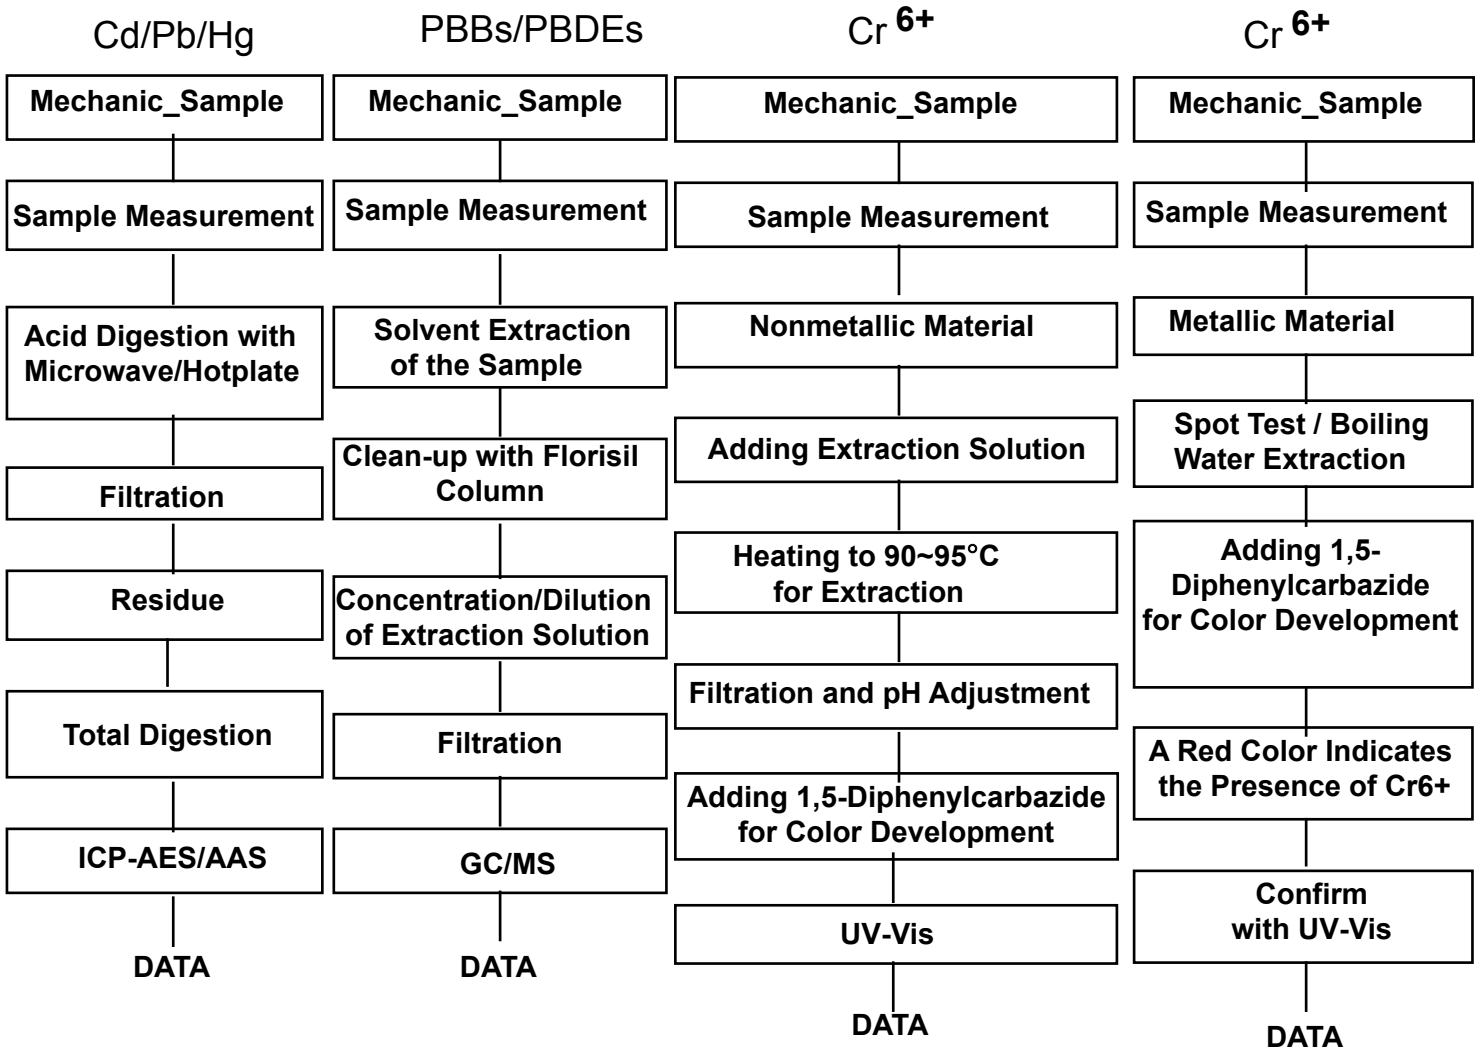 Cd/Pb/Hg
Mechanic_Sample
Sample Measurement
Acid Digestion with
Microwave/Hotplate
Filtration
Residue
Total Digestion
ICP-AES/AAS
DATA
PBBs/PBDEs
Mechanic_Sample
Sample Measurement
Solvent Extraction
of the Sample
Clean-up with Florisil
Column
Concentration/Dilution
of Extraction Solution
Filtration
GC/MS
DATA
Cr 6+
Mechanic_Sample
Sample Measurement
Nonmetallic Material
Adding Extraction Solution
Heating to 90~95°C
for Extraction
Filtration and pH Adjustment
Adding 1,5-Diphenylcarbazide
for Color Development
UV-Vis
DATA
Cr 6+
Mechanic_Sample
Sample Measurement
Metallic Material
Spot Test / Boiling
Water Extraction
Adding 1,5-
Diphenylcarbazide
for Color Development
A Red Color Indicates
the Presence of Cr6+
Confirm
with UV-Vis
DATA